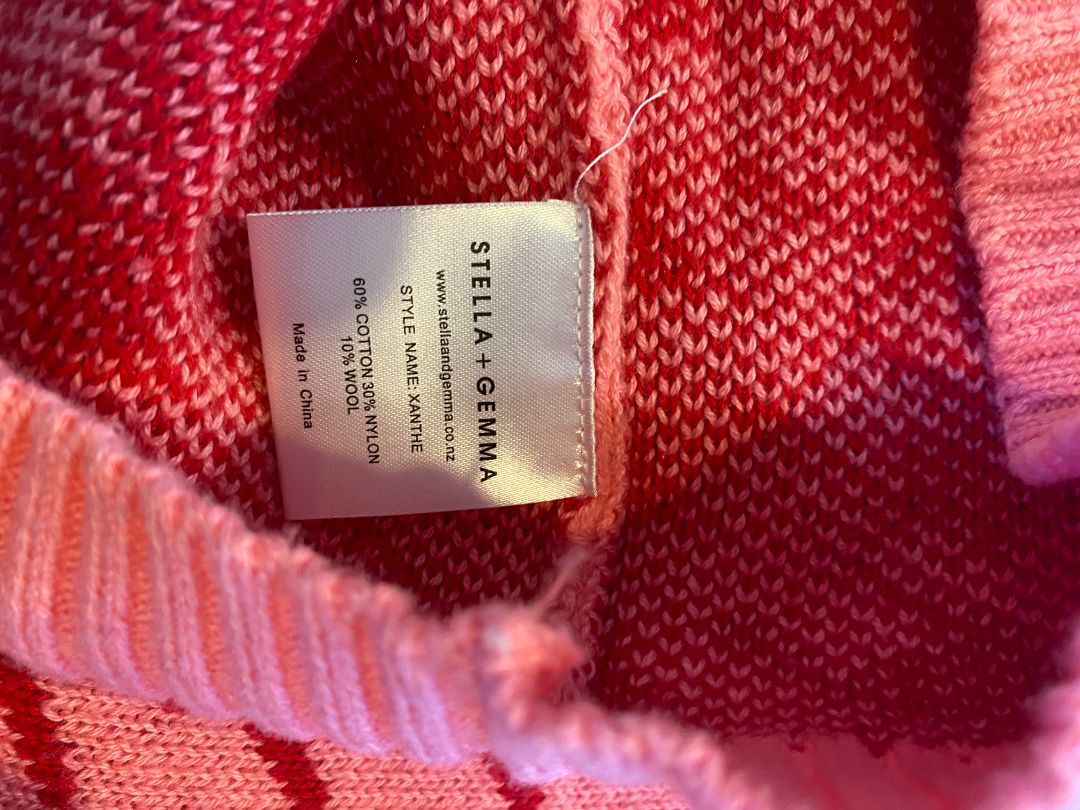 STELLA + GEMMA
www.stellaandgemma.co.nz
STYLE NAME: XANTHE
60% COTTON 30% NYLON
10% WOOL
Made in China